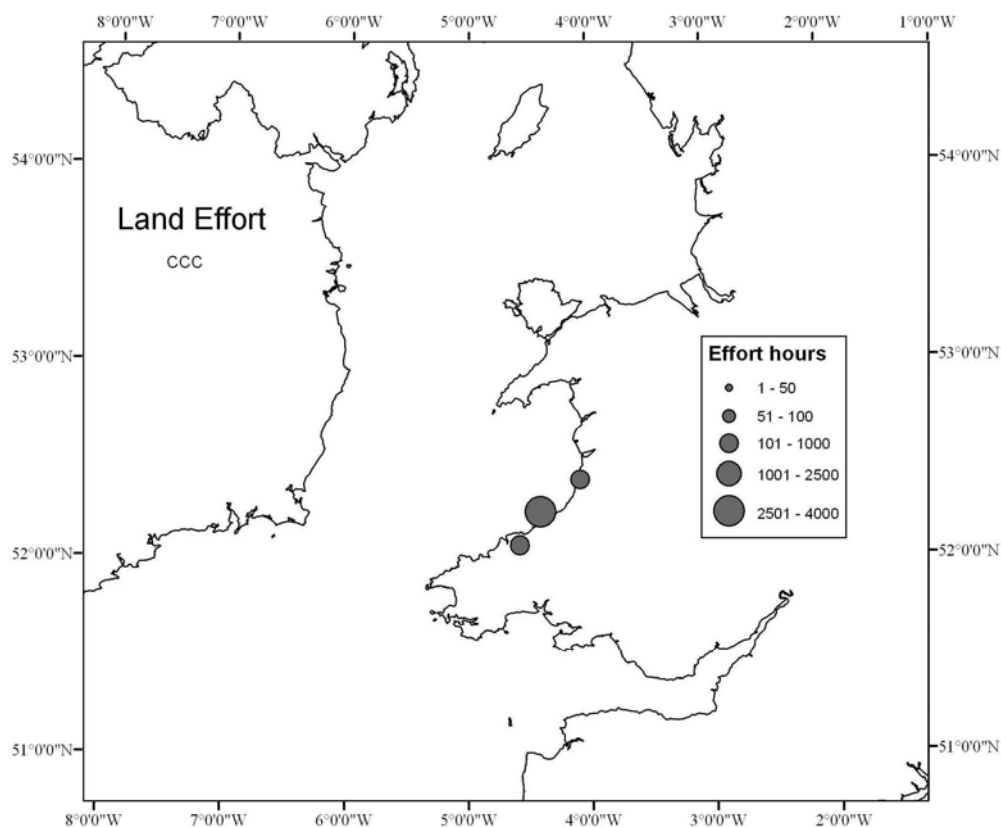 8°0'0"W 7°0'0"W 6°0'0"W 5°0'0"W 4°0'0"W 3°0'0"W 2°0'0"W 1°0'0"W
54°0'0"N 54°0'0"N
Land Effort
CCC
53°0'0"N 53°0'0"N
Effort hours
1 - 50
51 - 100
101 - 1000
1001 - 2500
2501 - 4000
52°0'0"N 52°0'0"N
51°0'0"N 51°0'0"N
8°0'0"W 7°0'0"W 6°0'0"W 5°0'0"W 4°0'0"W 3°0'0"W 2°0'0"W